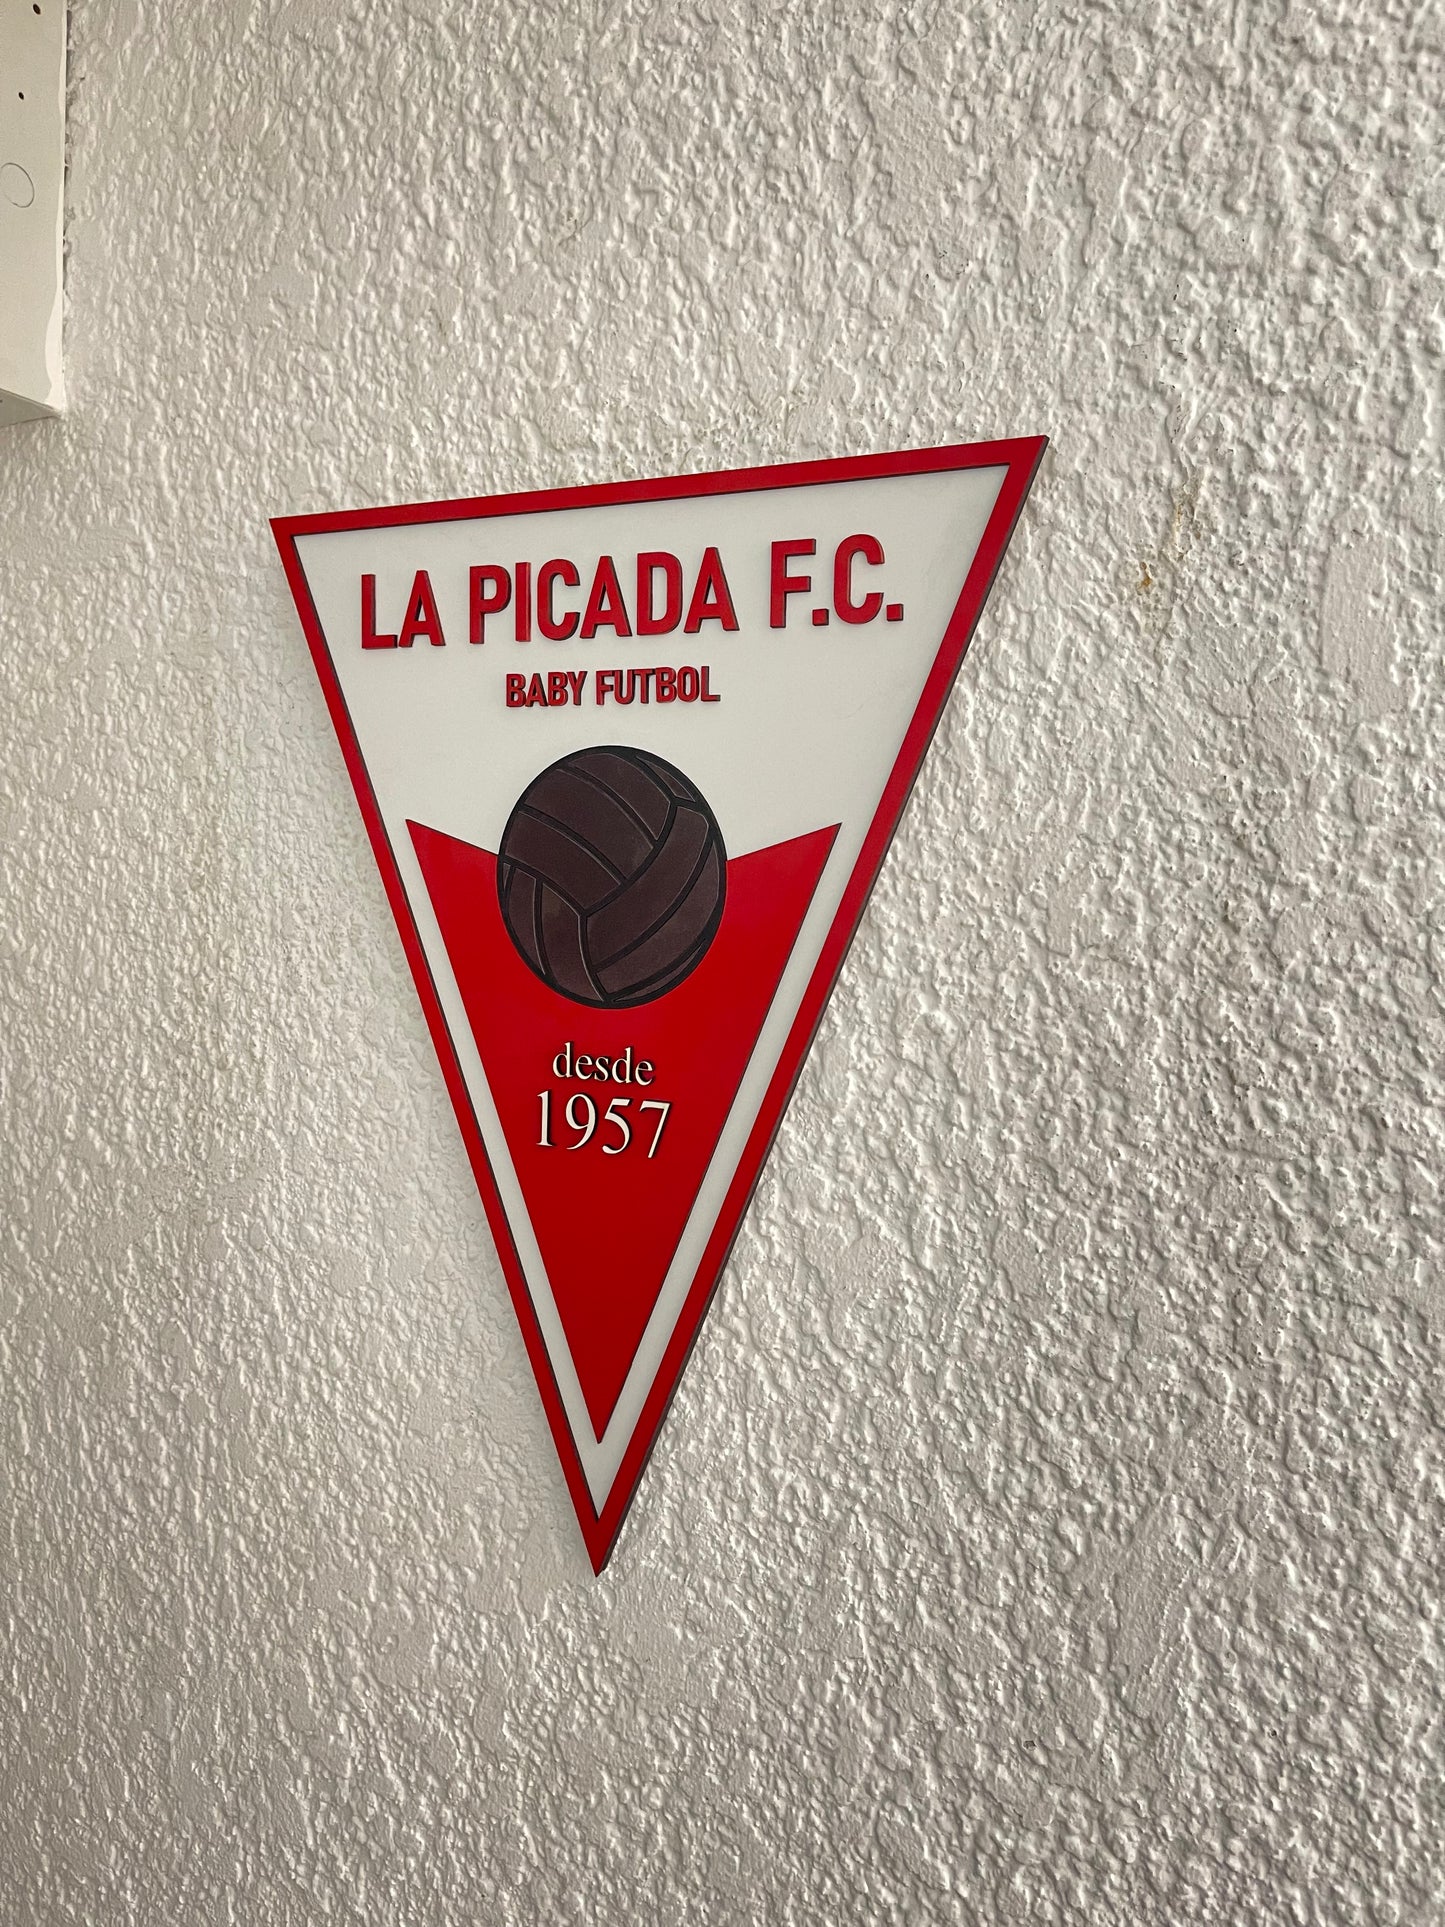 LA PICADA F.C.
BABY FUTBOL
desde
1957